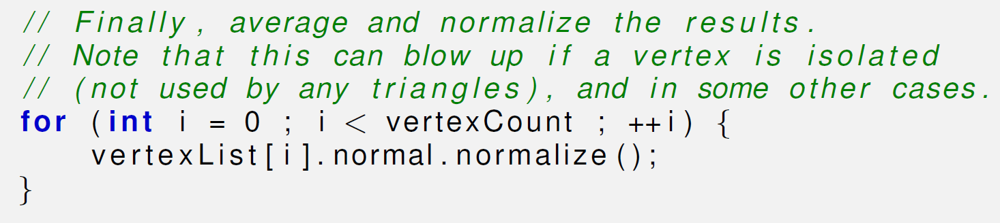 // Finally, average and normalize the results.
// Note that this can blow up if a vertex is isolated
// (not used by any triangles), and in some other cases.
for (int i = 0 ; i < vertexCount ; ++i) {
    vertexList[i].normal.normalize();
}